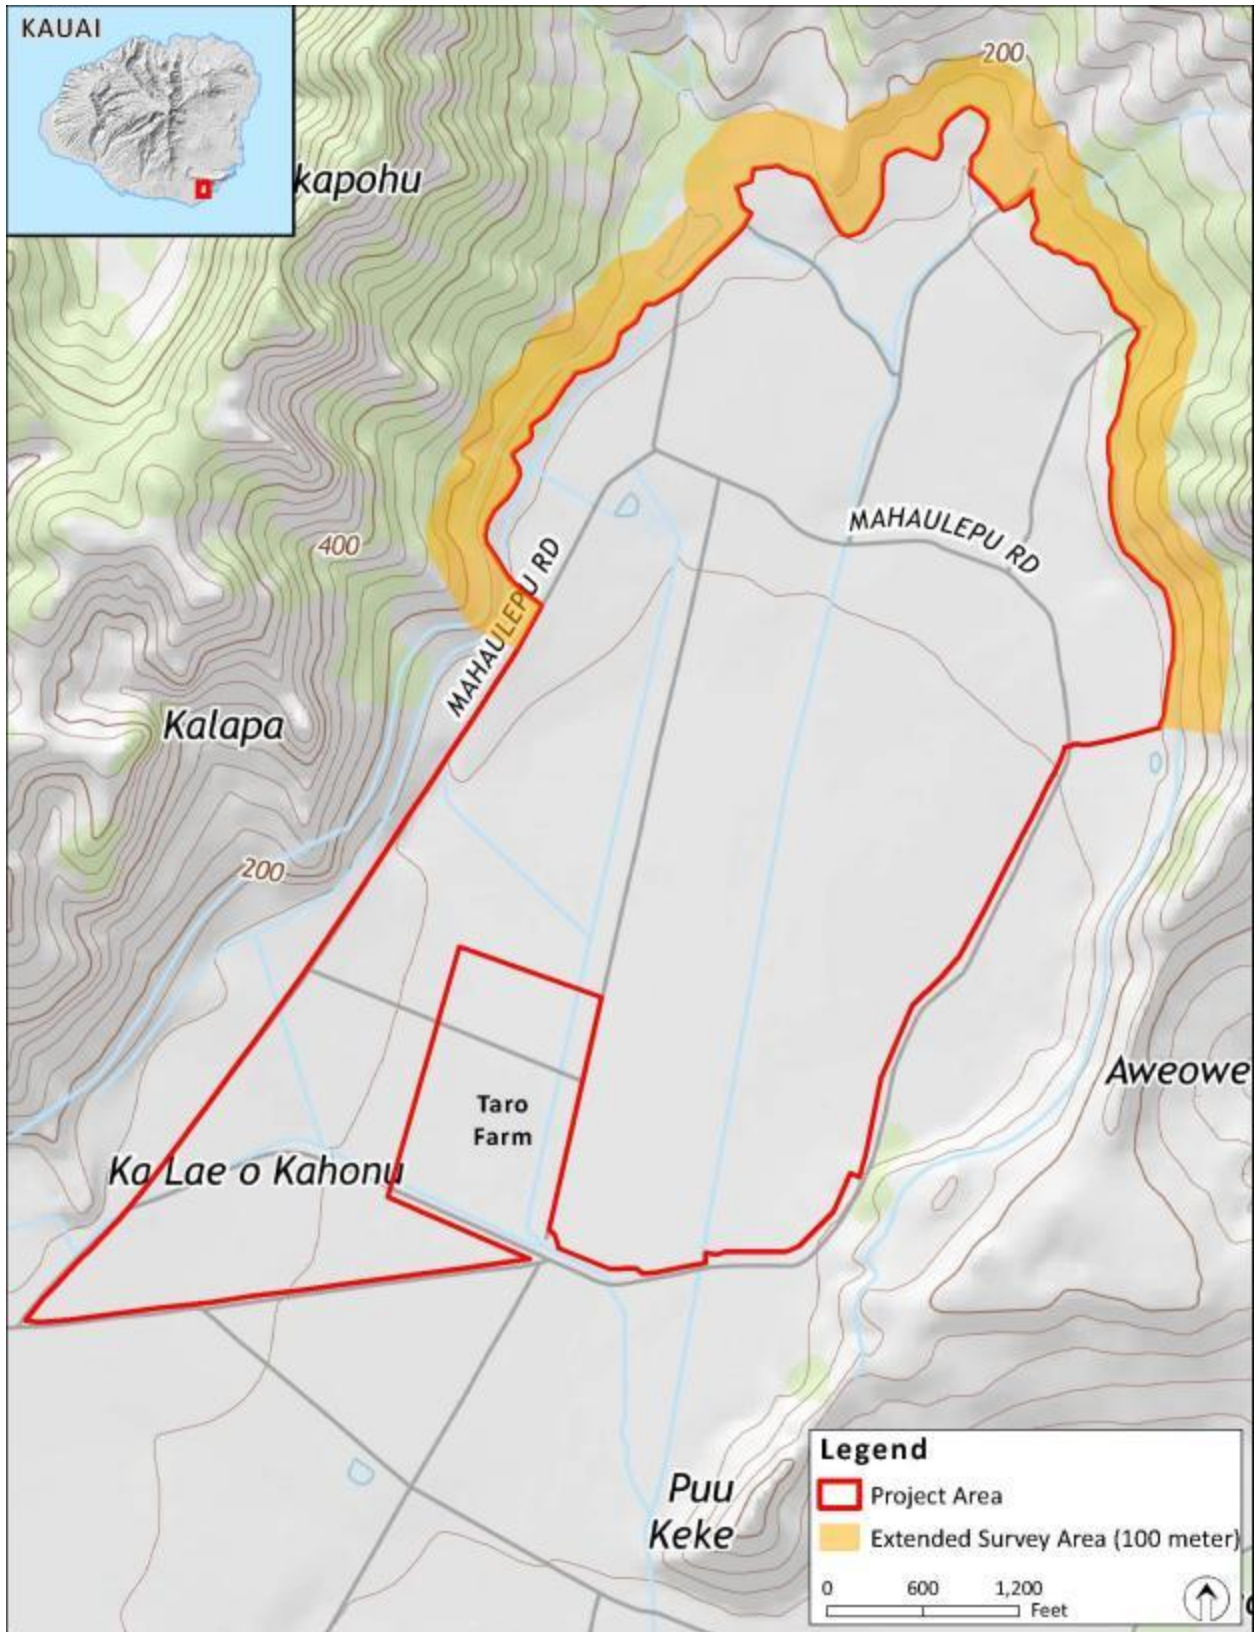 KAUAI
200
kapohu
400
MAHAULEPU RD
MAHAULEPU RD
Kalapa
200
Aweowe
Taro
Farm
Ka Lae o Kahonu
Puu
Keke
Legend
Project Area
Extended Survey Area (100 meter)
0 600 1,200
Feet